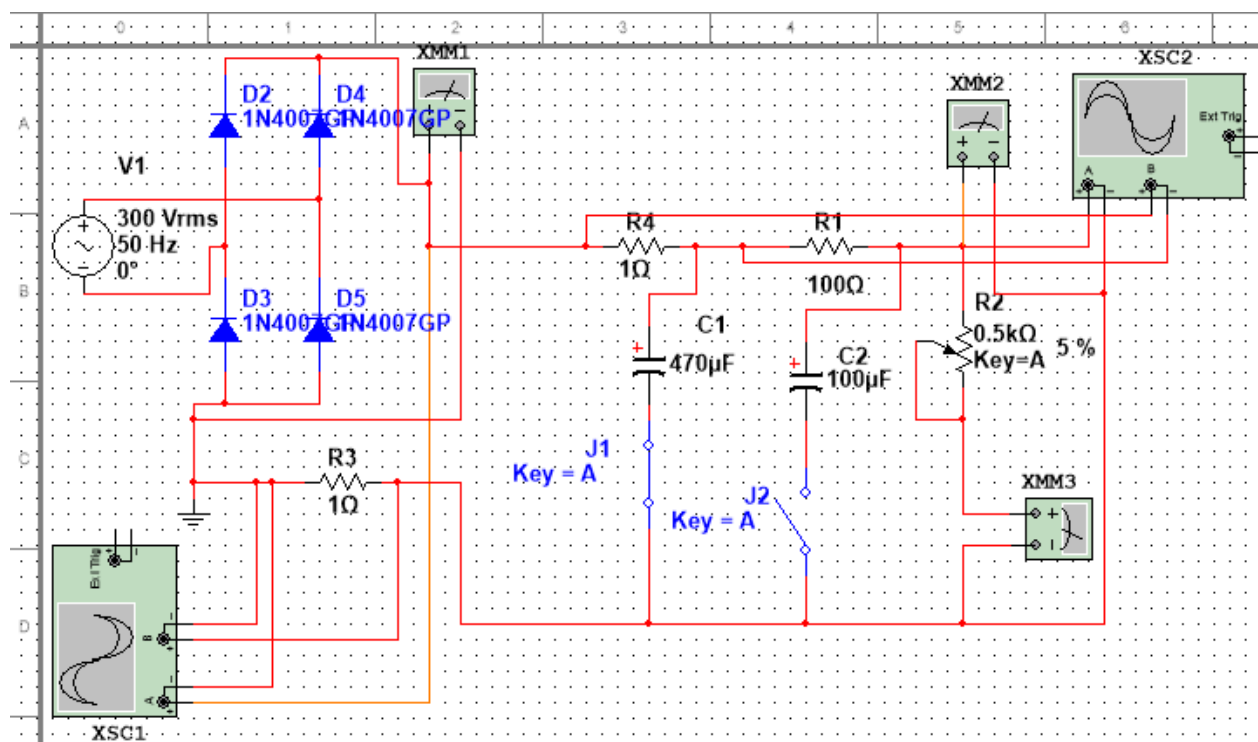 0 1 2 3 4 5 6
XMM1
XSC2
XMM2
D2 D4
1N4007GP 1N4007GP
A
Ext Trig
+
−
V1
A B
+ − + −
300 Vrms
50 Hz
0°
R4
1Ω
R1
100Ω
B
D3 D5
1N4007GP 1N4007GP
R2
0.5kΩ
Key=A
5 %
C1
470µF
C2
100µF
C
R3
1Ω
J1
Key = A
J2
Key = A
XMM3
+
−
Ext Trig
+
−
D
B
A
XSC1